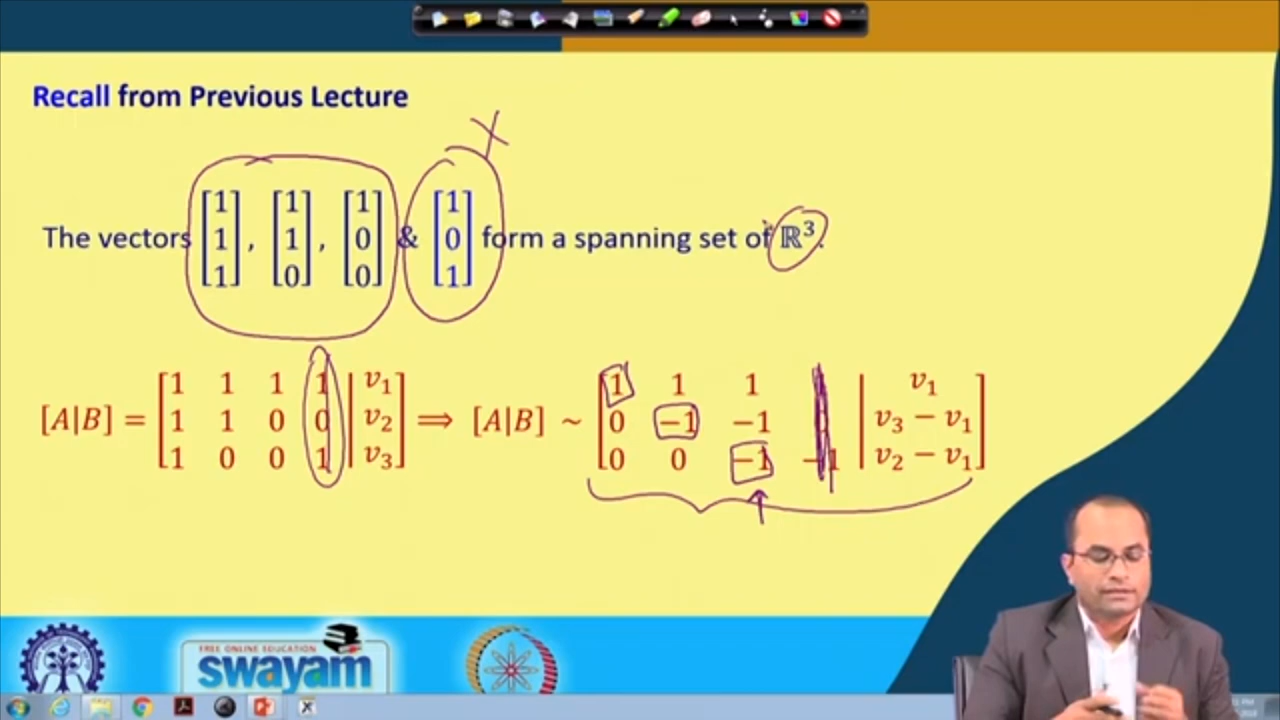 Recall from Previous Lecture
X
The vectors [1 1 1], [1 1 0], [1 0 0] & [1 0 1] form a spanning set of ℝ³.
[A|B] = [1 1 1 1 | v₁ ⟹ [A|B] ~ [1 1 1 | v₁
1 1 0 0 | v₂ 0 −1 −1 | v₃ − v₁
1 0 0 1 | v₃] 0 0 −1 −1 | v₂ − v₁]
FREE ONLINE EDUCATION
swayam